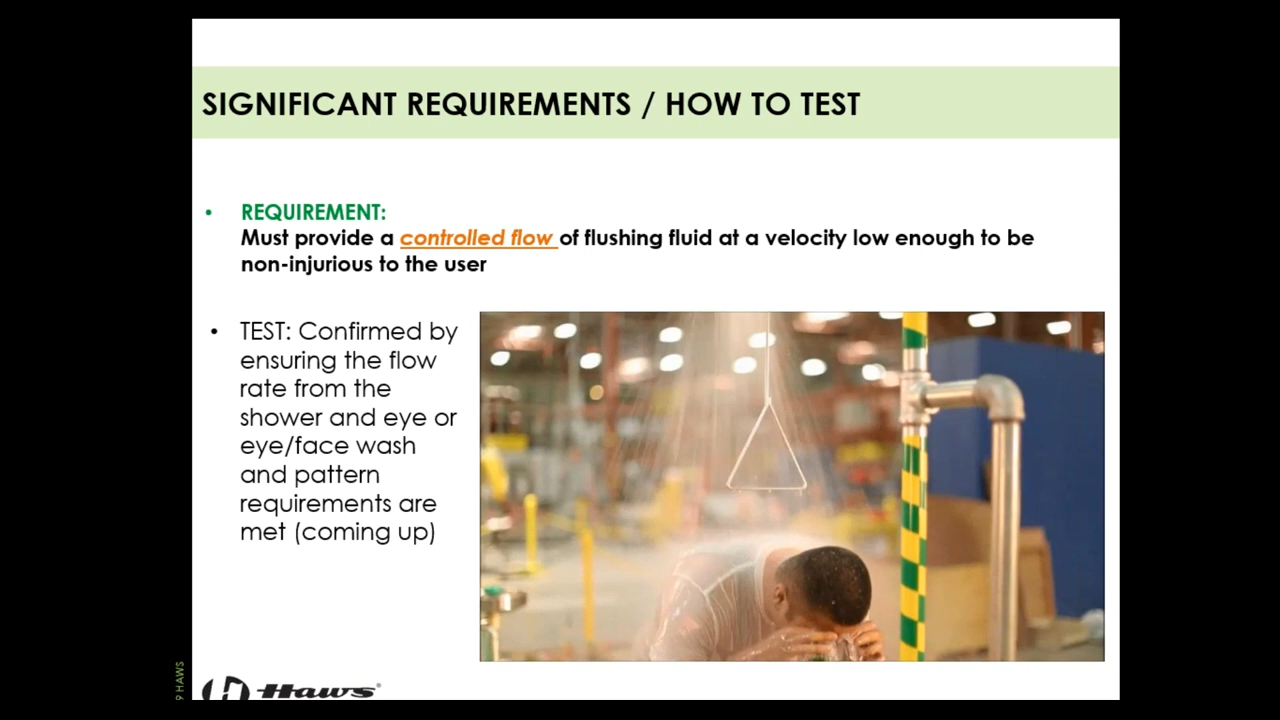 SIGNIFICANT REQUIREMENTS / HOW TO TEST
• REQUIREMENT:
Must provide a controlled flow of flushing fluid at a velocity low enough to be
non-injurious to the user
• TEST: Confirmed by
ensuring the flow
rate from the
shower and eye or
eye/face wash
and pattern
requirements are
met (coming up)
9 HAWS
Haws®